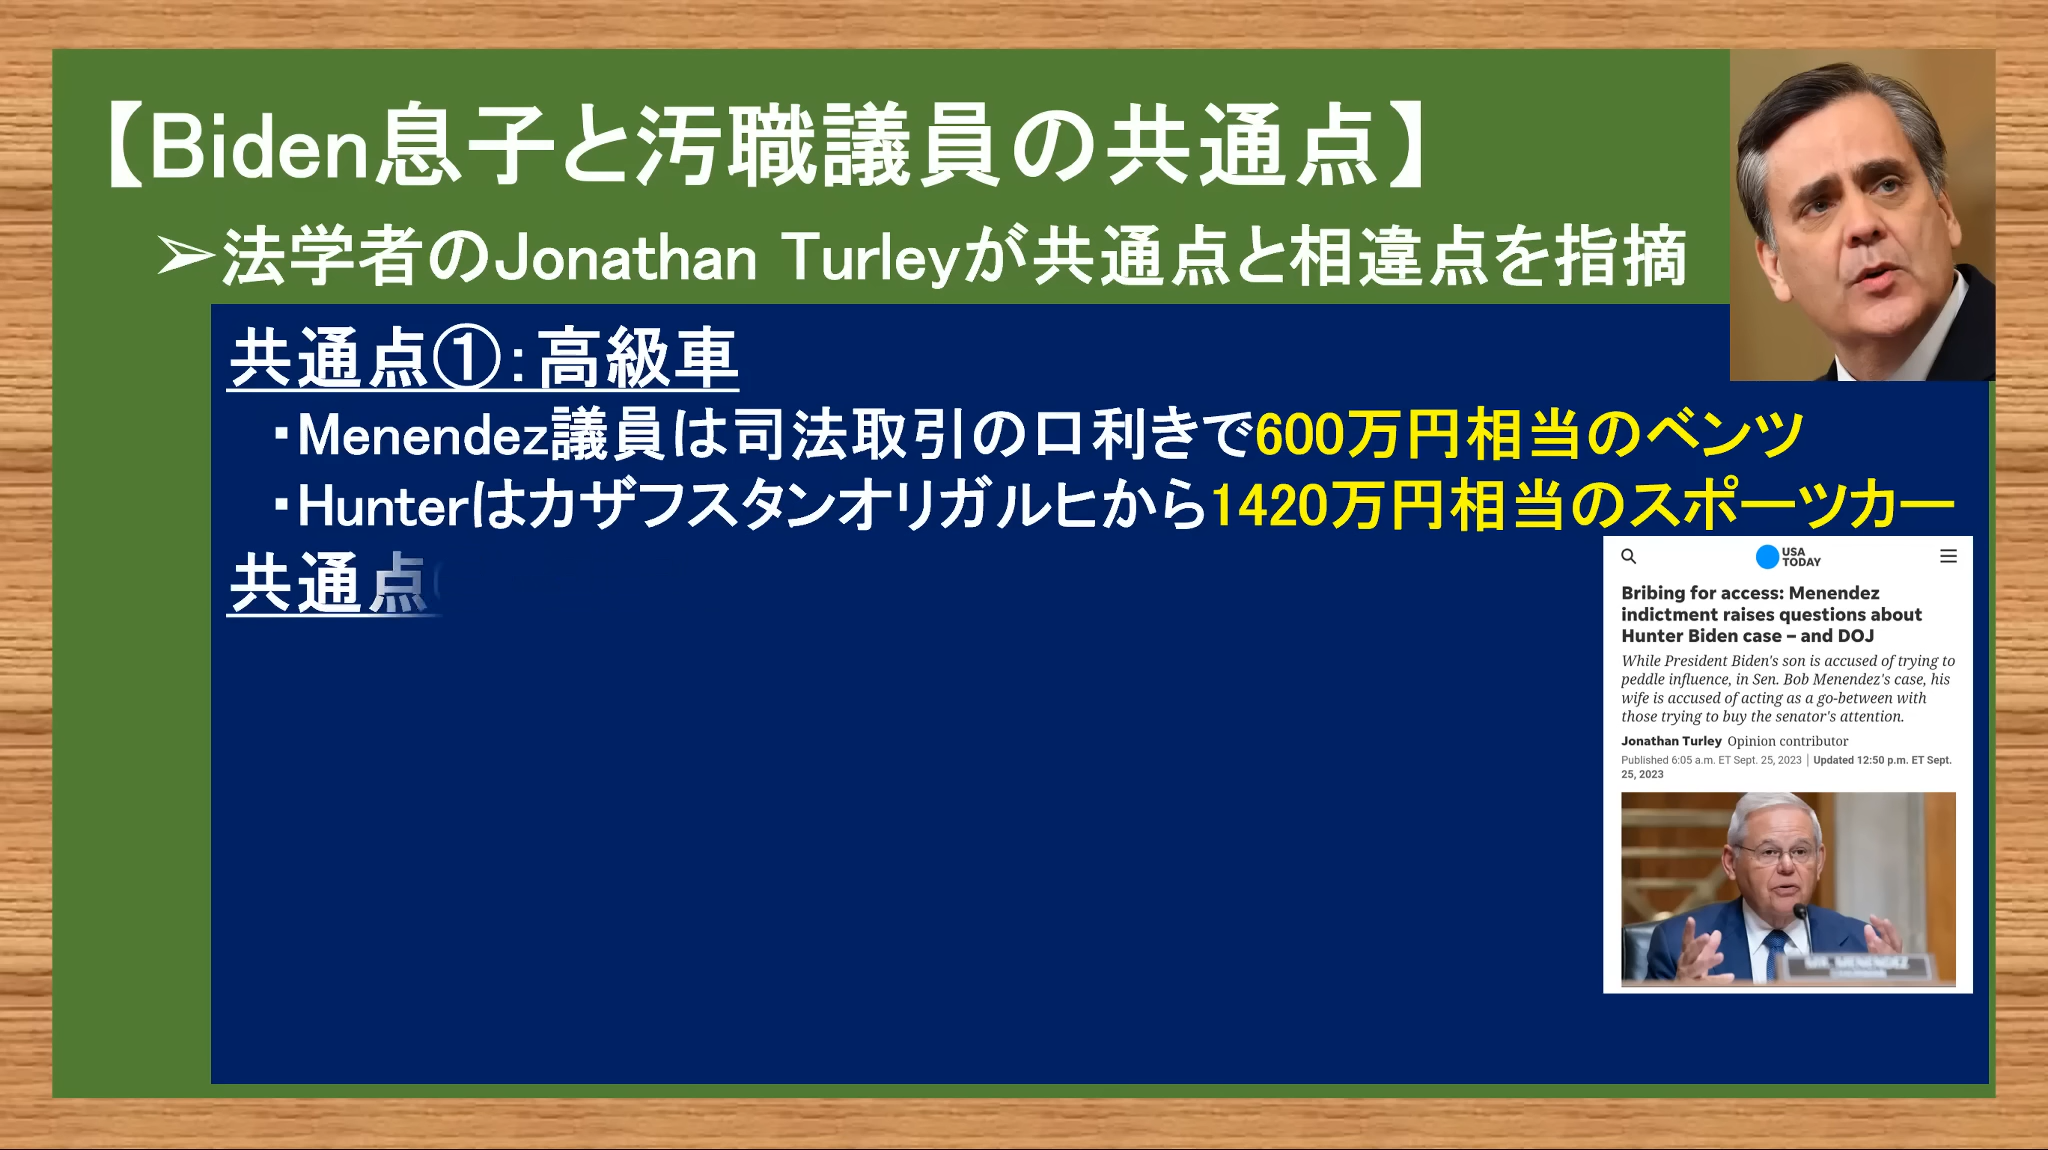 【Biden息子と汚職議員の共通点】
➢法学者のJonathan Turleyが共通点と相違点を指摘
共通点①:高級車
・Menendez議員は司法取引の口利きで600万円相当のベンツ
・Hunterはカザフスタンオリガルヒから1420万円相当のスポーツカー
共通点
USA
TODAY
Bribing for access: Menendez
indictment raises questions about
Hunter Biden case – and DOJ
While President Biden's son is accused of trying to
peddle influence, in Sen. Bob Menendez's case, his
wife is accused of acting as a go-between with
those trying to buy the senator's attention.
Jonathan Turley Opinion contributor
Published 6:05 a.m. ET Sept. 25, 2023 | Updated 12:50 p.m. ET Sept.
25, 2023
MR. MENENDEZ